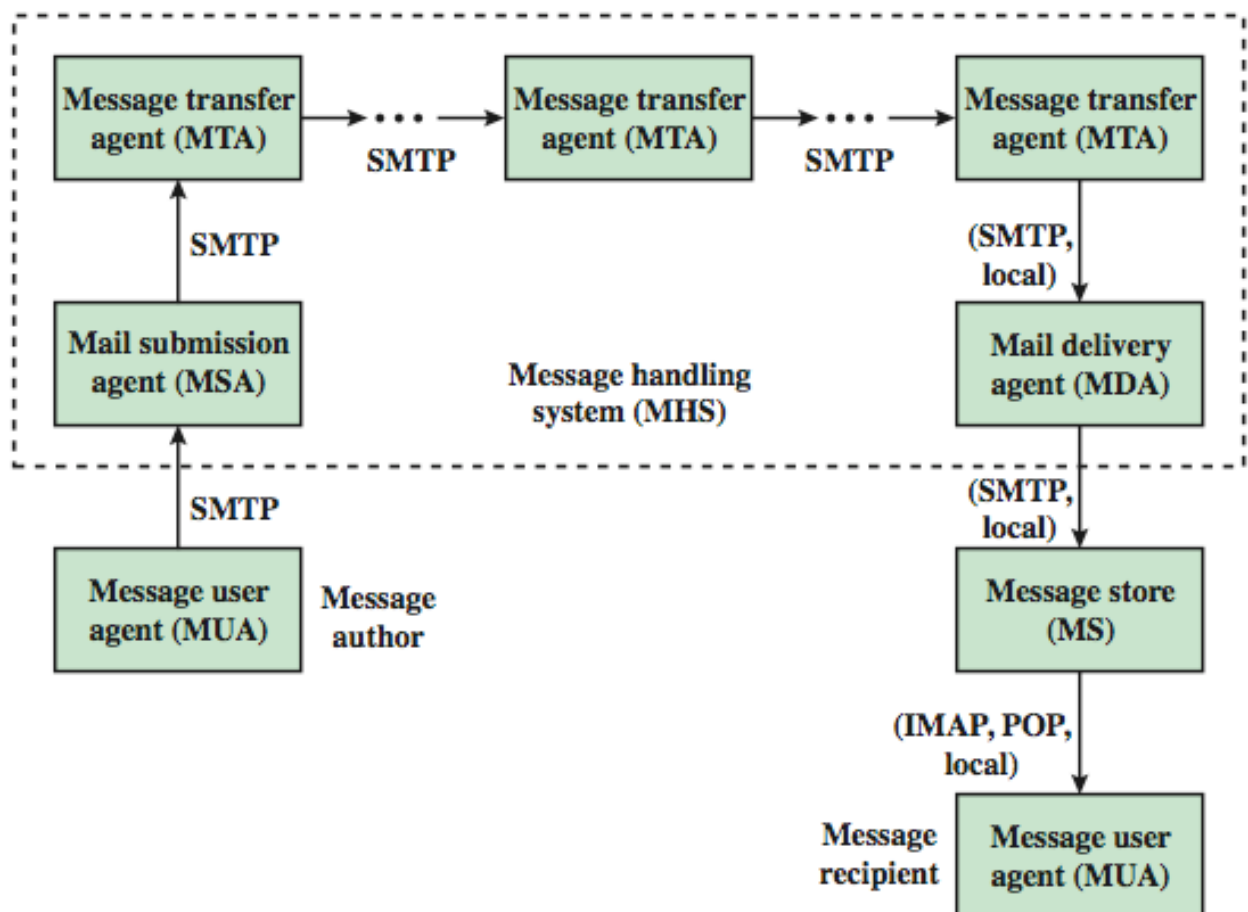 Message transfer
agent (MTA)
SMTP
Message transfer
agent (MTA)
SMTP
Message transfer
agent (MTA)
SMTP
(SMTP,
local)
Mail submission
agent (MSA)
Message handling
system (MHS)
Mail delivery
agent (MDA)
SMTP
(SMTP,
local)
Message user
agent (MUA)
Message
author
Message store
(MS)
(IMAP, POP,
local)
Message
recipient
Message user
agent (MUA)